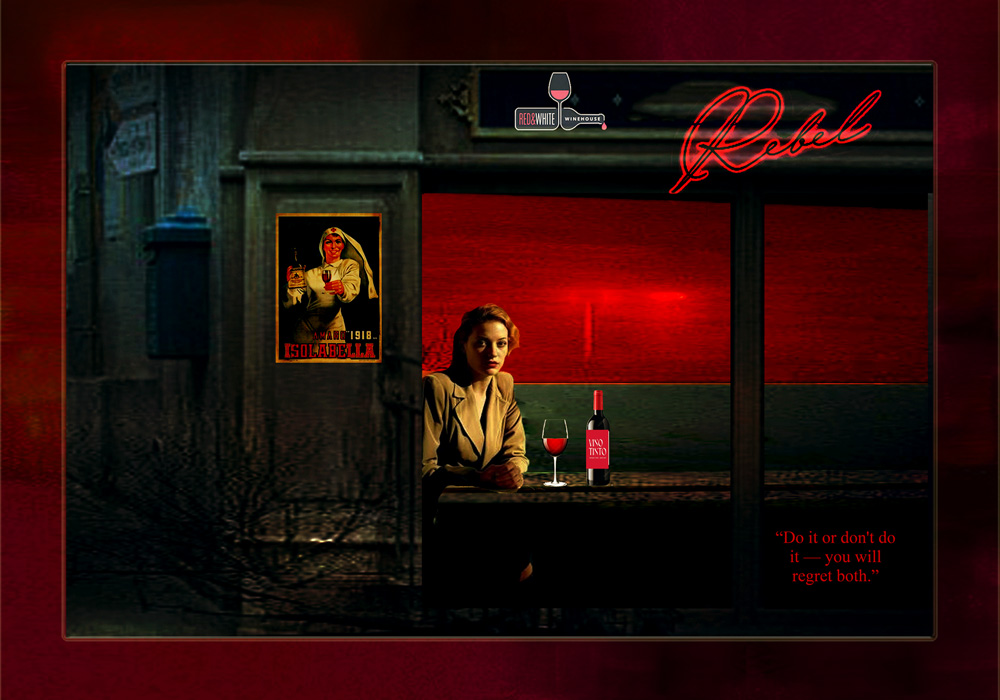 RED&WHITE WINEHOUSE
Rebel
1918
ISOLABELLA
VINO
TINTO
“Do it or don't do
it — you will
regret both.”